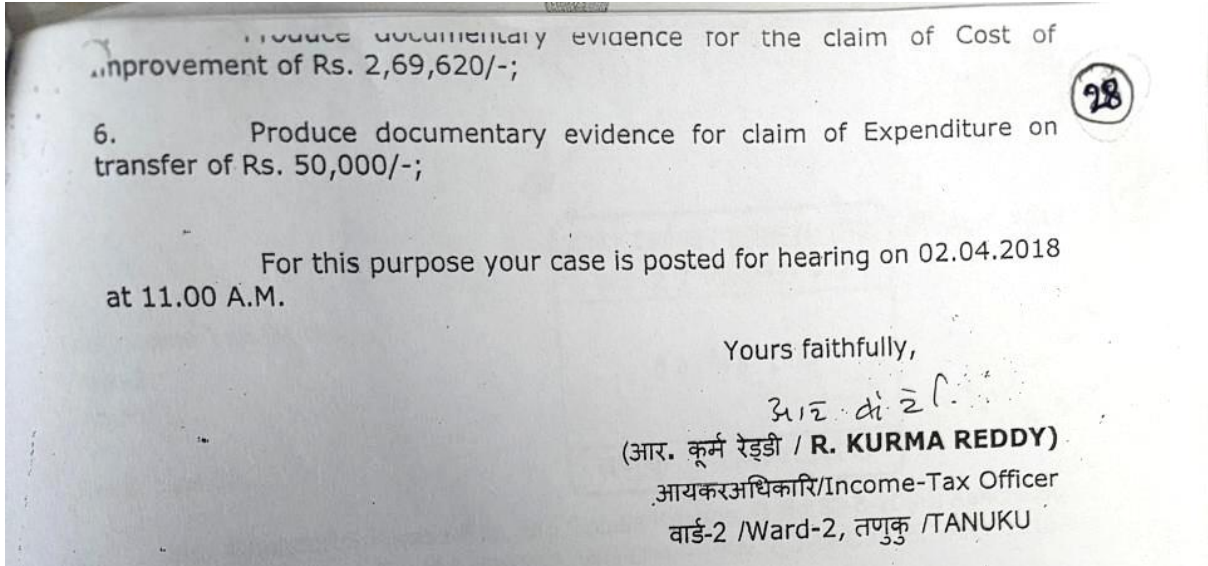 evidence for the claim of Cost of
improvement of Rs. 2,69,620/-;
28
6. Produce documentary evidence for claim of Expenditure on
transfer of Rs. 50,000/-;
For this purpose your case is posted for hearing on 02.04.2018
at 11.00 A.M.
Yours faithfully,
(आर. कूर्म रेड्डी / R. KURMA REDDY)
आयकरअधिकारि/Income-Tax Officer
वार्ड-2 /Ward-2, तणुकु /TANUKU